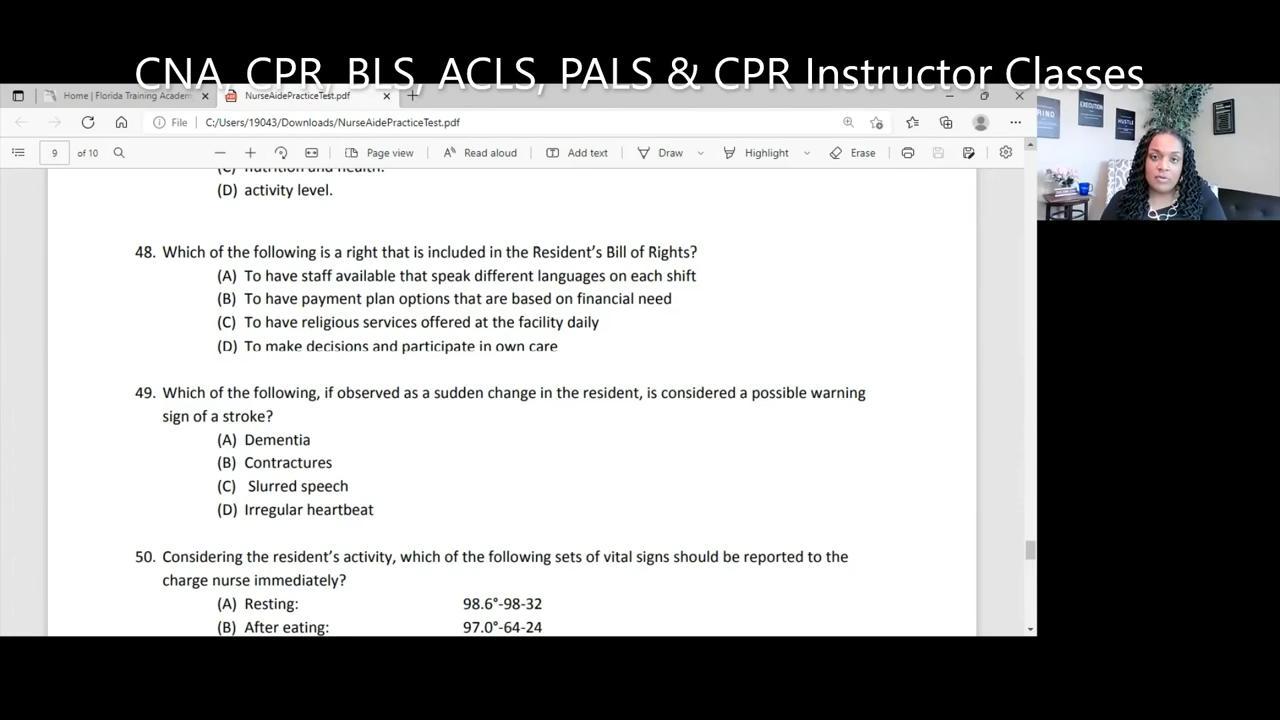 CNA, CPR, BLS, ACLS, PALS & CPR Instructor Classes
Home | Florida Training Academ
NurseAidePracticeTest.pdf
File
C:/Users/19043/Downloads/NurseAidePracticeTest.pdf
9 of 10
Page view
Read aloud
Add text
Draw
Highlight
Erase
EXECUTION
HUSTLE
(C) nutrition and health.
(D) activity level.
48. Which of the following is a right that is included in the Resident's Bill of Rights?
(A) To have staff available that speak different languages on each shift
(B) To have payment plan options that are based on financial need
(C) To have religious services offered at the facility daily
(D) To make decisions and participate in own care
49. Which of the following, if observed as a sudden change in the resident, is considered a possible warning
sign of a stroke?
(A) Dementia
(B) Contractures
(C) Slurred speech
(D) Irregular heartbeat
50. Considering the resident's activity, which of the following sets of vital signs should be reported to the
charge nurse immediately?
(A) Resting: 98.6°-98-32
(B) After eating: 97.0°-64-24